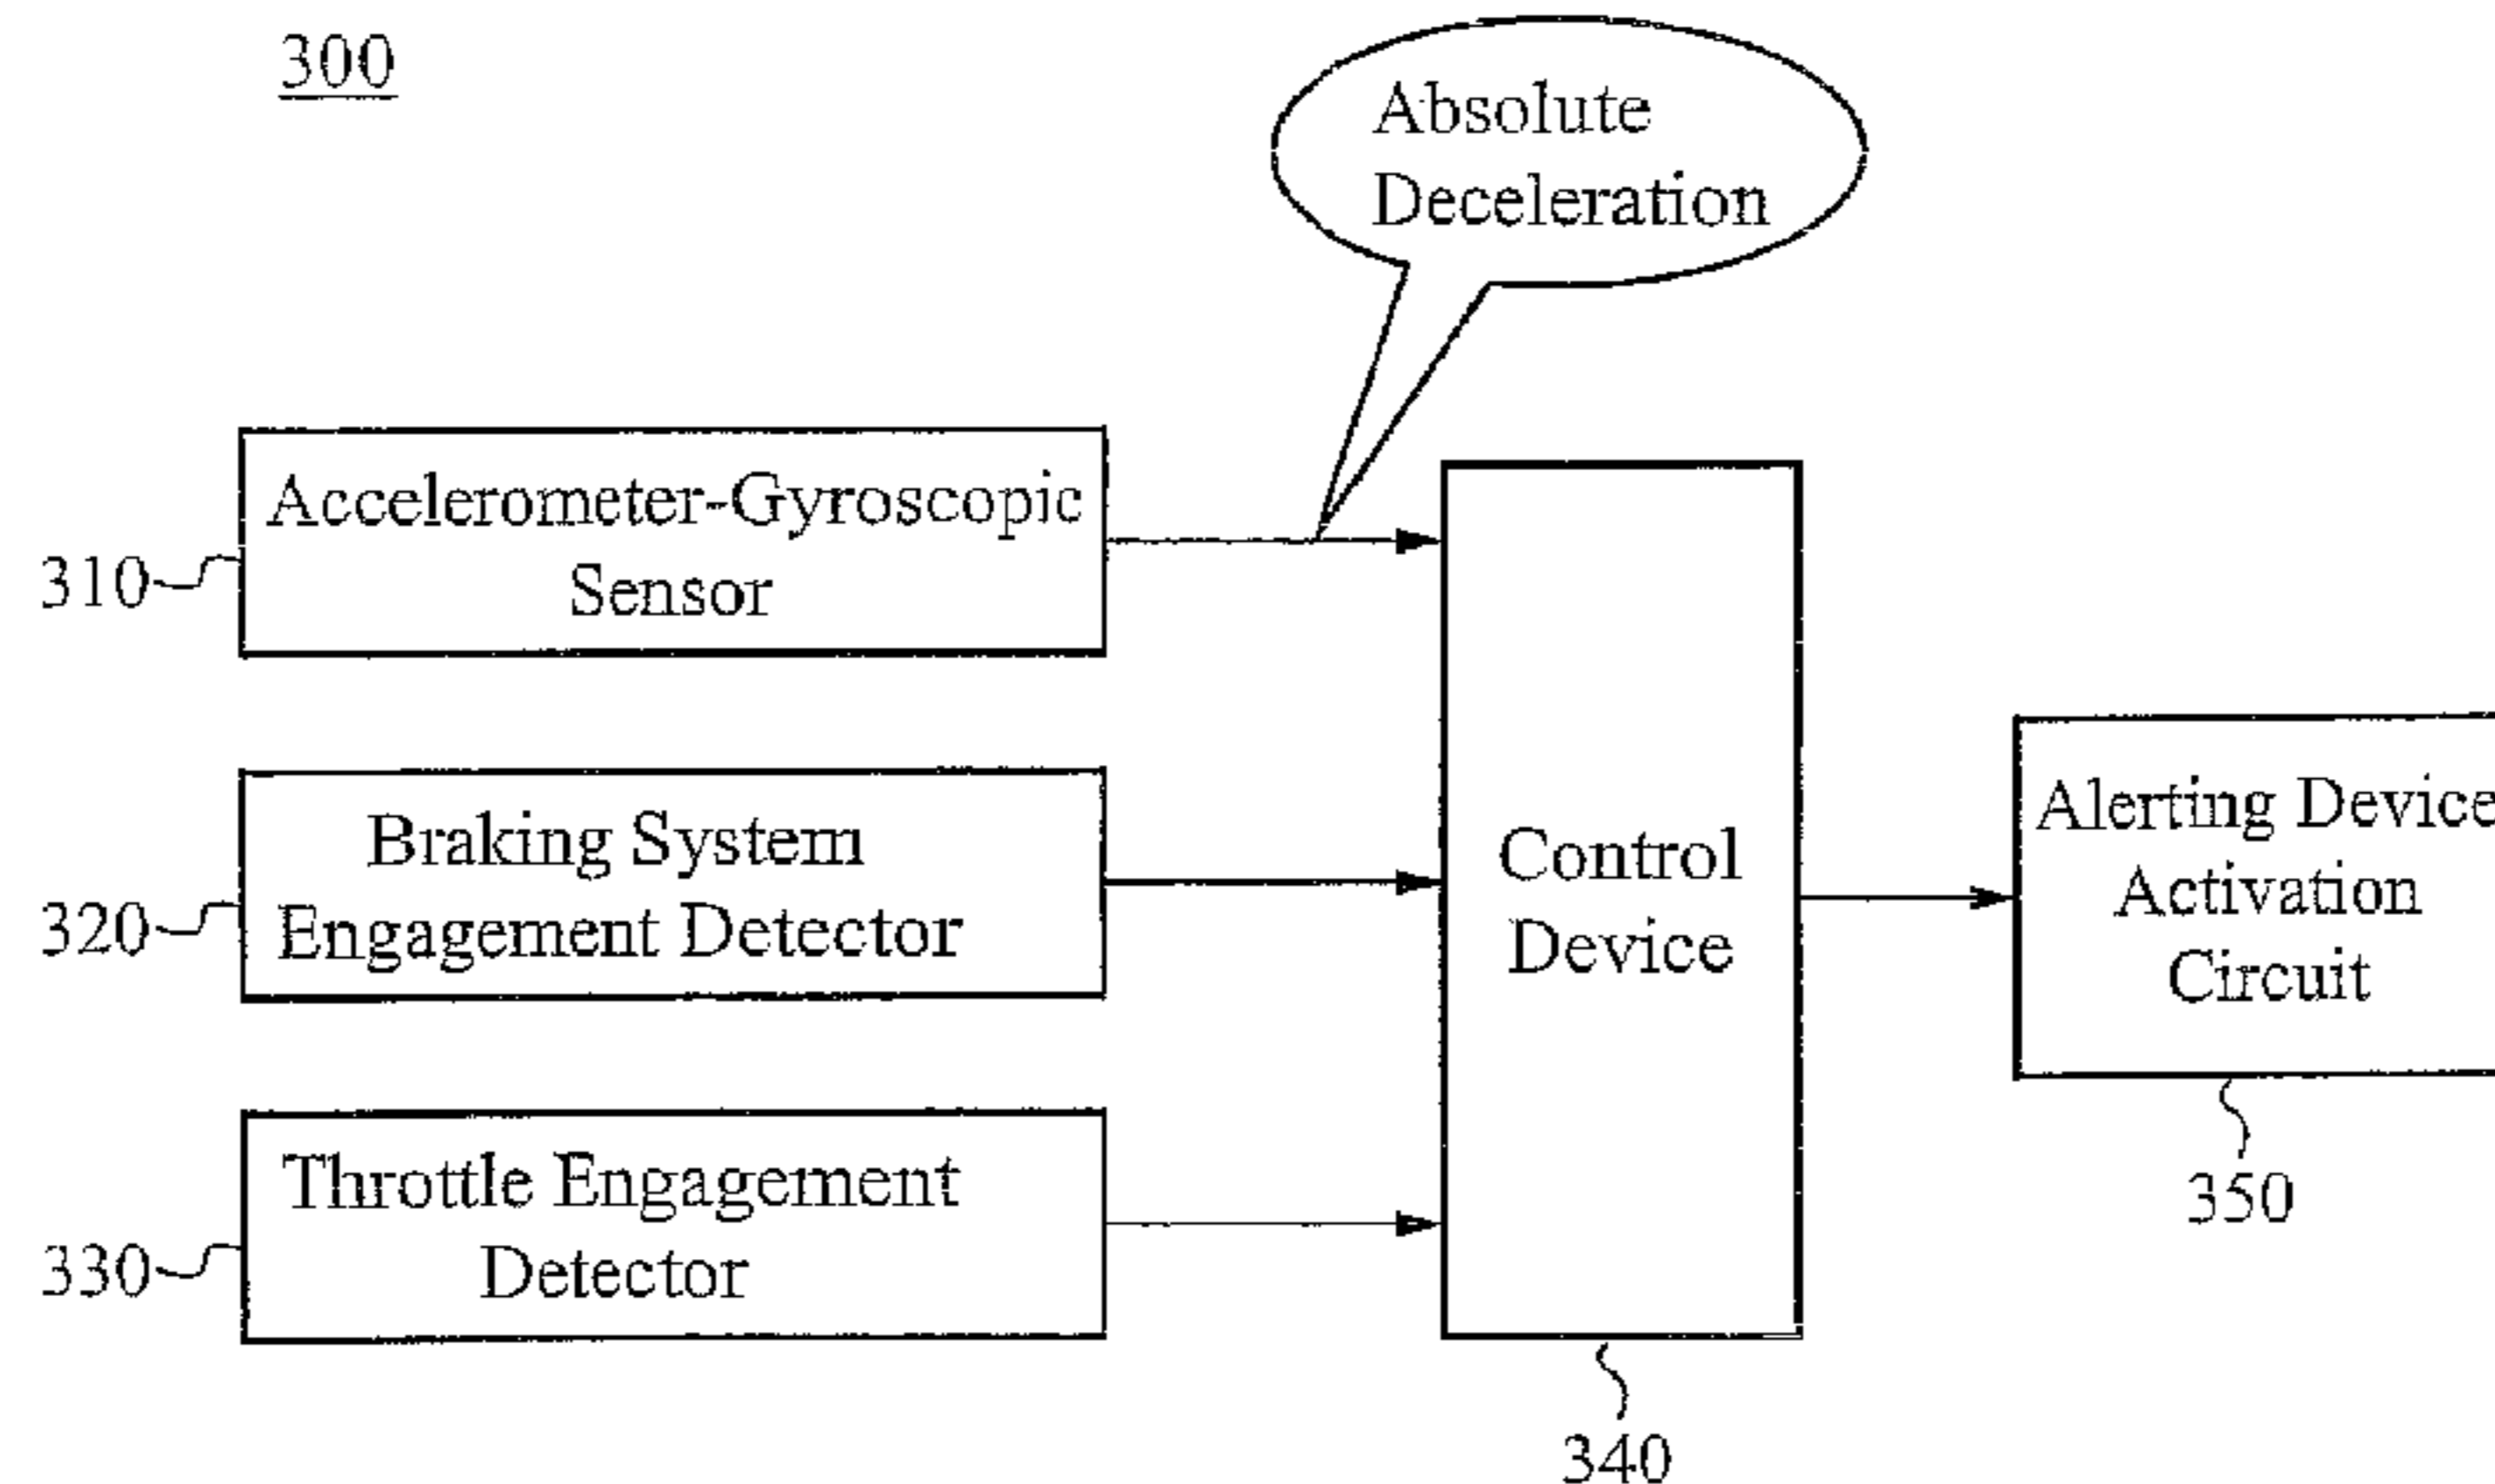 300
Absolute
Deceleration
Accelerometer-Gyroscopic
Sensor
310
Braking System
Engagement Detector
320
Throttle Engagement
Detector
330
Control
Device
340
Alerting Device
Activation
Circuit
350